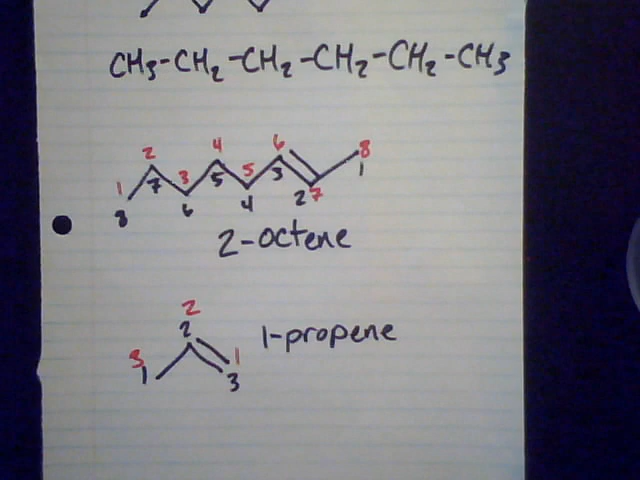 CH3-CH2-CH2-CH2-CH2-CH3
2 4 6 8
1 3 5
7 5 3 1
8 6 4 2 7
2-octene
2
2 1-propene
3 1
1 3